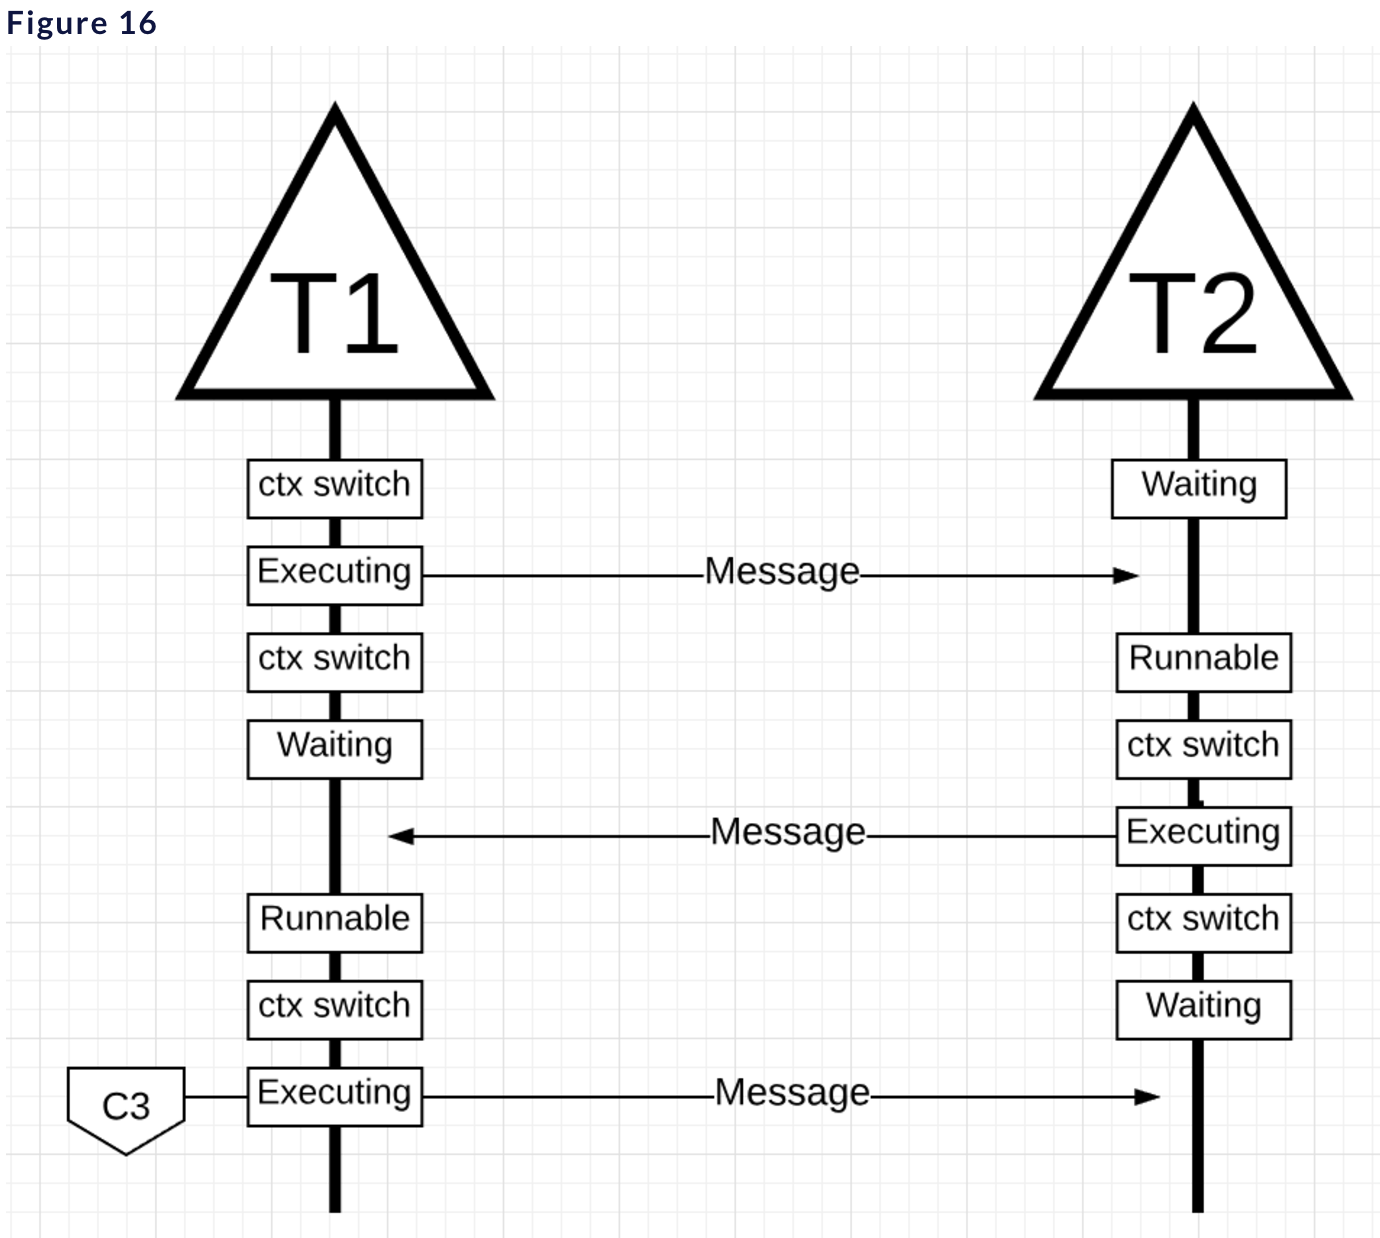 Figure 16
T1
T2
ctx switch
Waiting
Executing
Message
ctx switch
Runnable
Waiting
ctx switch
Message
Executing
Runnable
ctx switch
ctx switch
Waiting
C3
Executing
Message